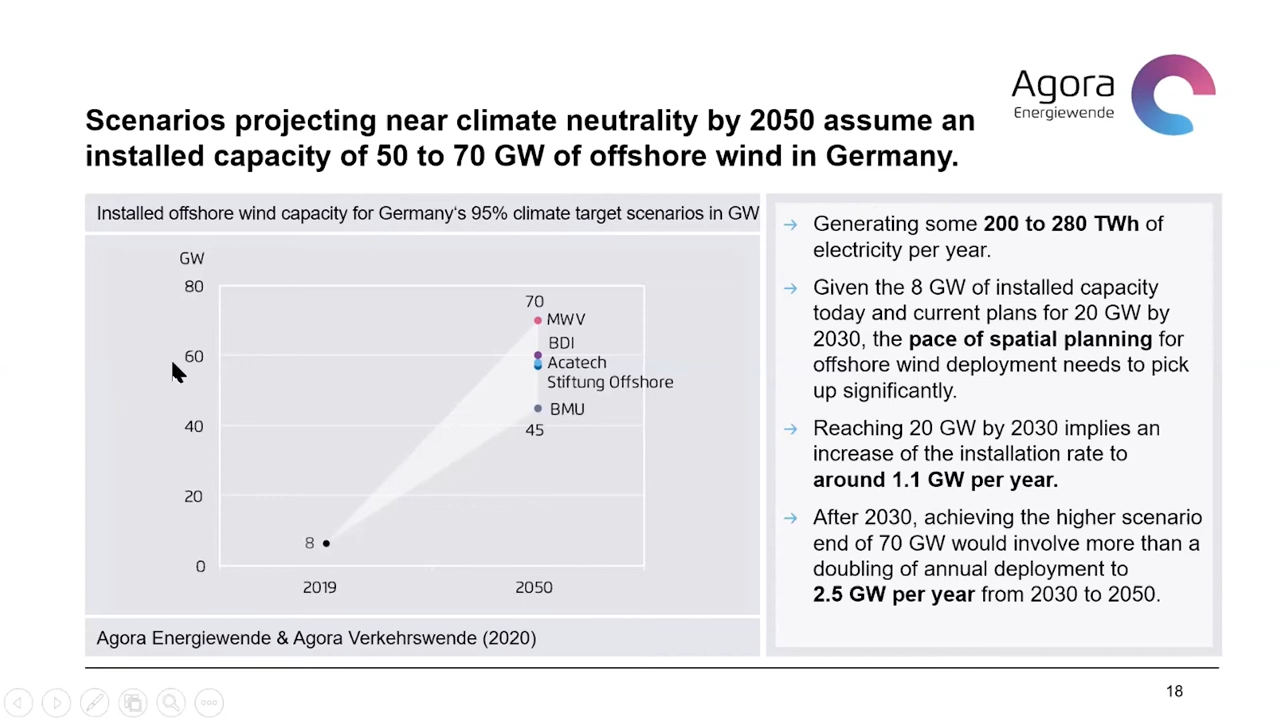 Agora
Energiewende
Scenarios projecting near climate neutrality by 2050 assume an
installed capacity of 50 to 70 GW of offshore wind in Germany.
Installed offshore wind capacity for Germany‘s 95% climate target scenarios in GW
GW
80
60
40
20
0
70
MWV
BDI
Acatech
Stiftung Offshore
BMU
45
8
2019
2050
Agora Energiewende & Agora Verkehrswende (2020)
→ Generating some 200 to 280 TWh of
electricity per year.
→ Given the 8 GW of installed capacity
today and current plans for 20 GW by
2030, the pace of spatial planning for
offshore wind deployment needs to pick
up significantly.
→ Reaching 20 GW by 2030 implies an
increase of the installation rate to
around 1.1 GW per year.
→ After 2030, achieving the higher scenario
end of 70 GW would involve more than a
doubling of annual deployment to
2.5 GW per year from 2030 to 2050.
18